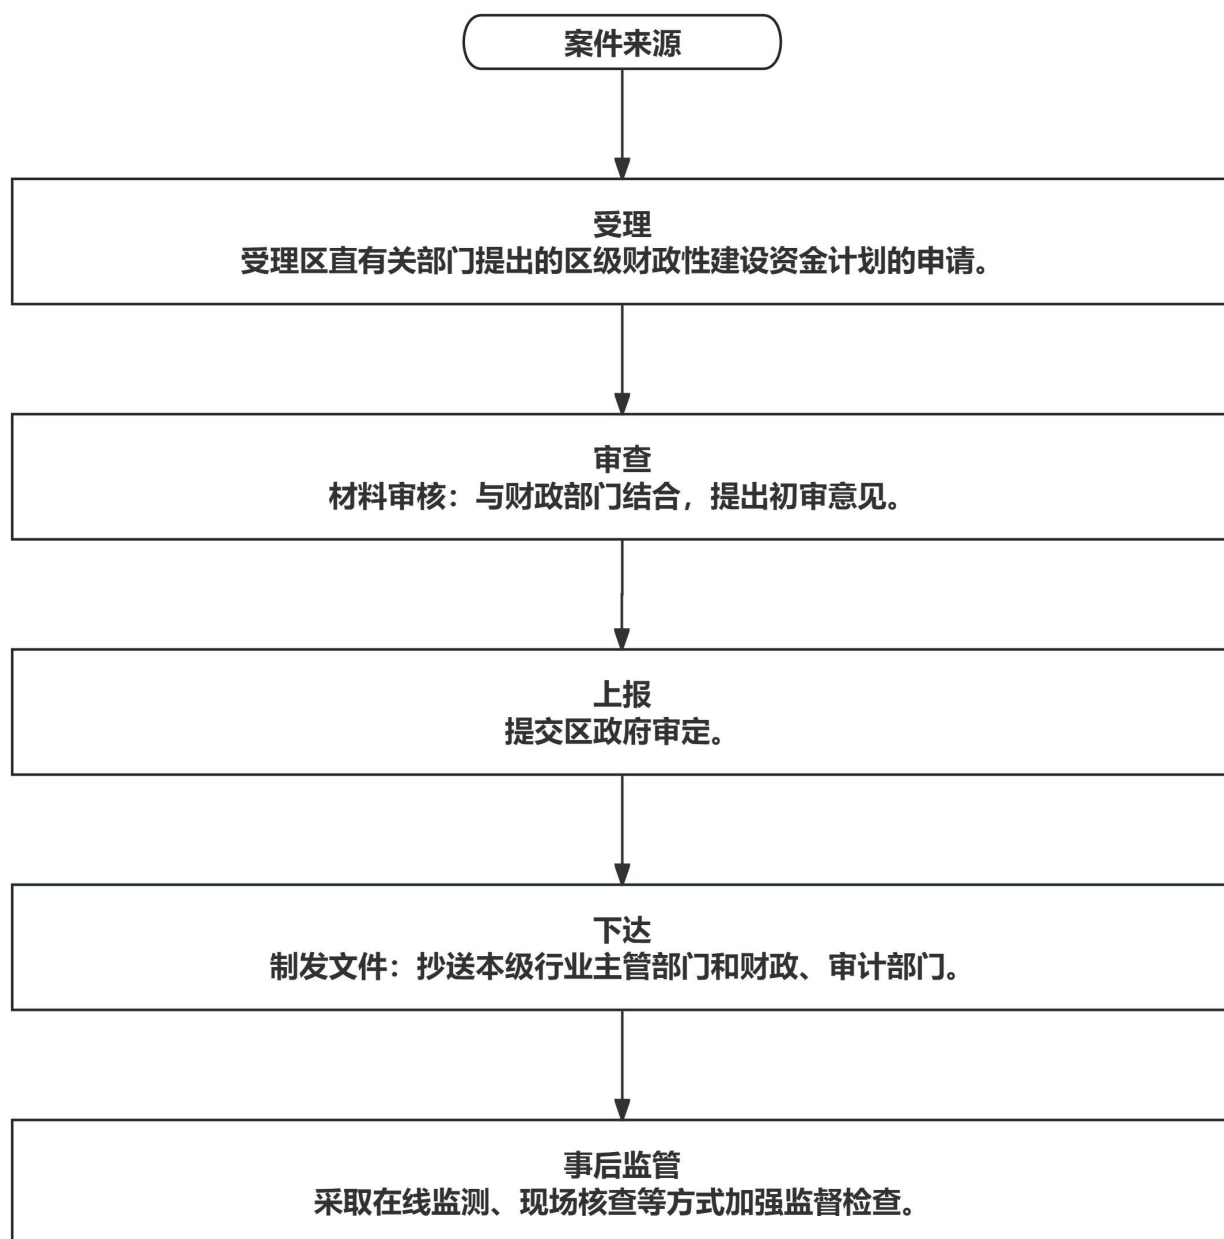 案件来源
受理
受理区直有关部门提出的区级财政性建设资金计划的申请。
审查
材料审核：与财政部门结合，提出初审意见。
上报
提交区政府审定。
下达
制发文件：抄送本级行业主管部门和财政、审计部门。
事后监管
采取在线监测、现场核查等方式加强监督检查。